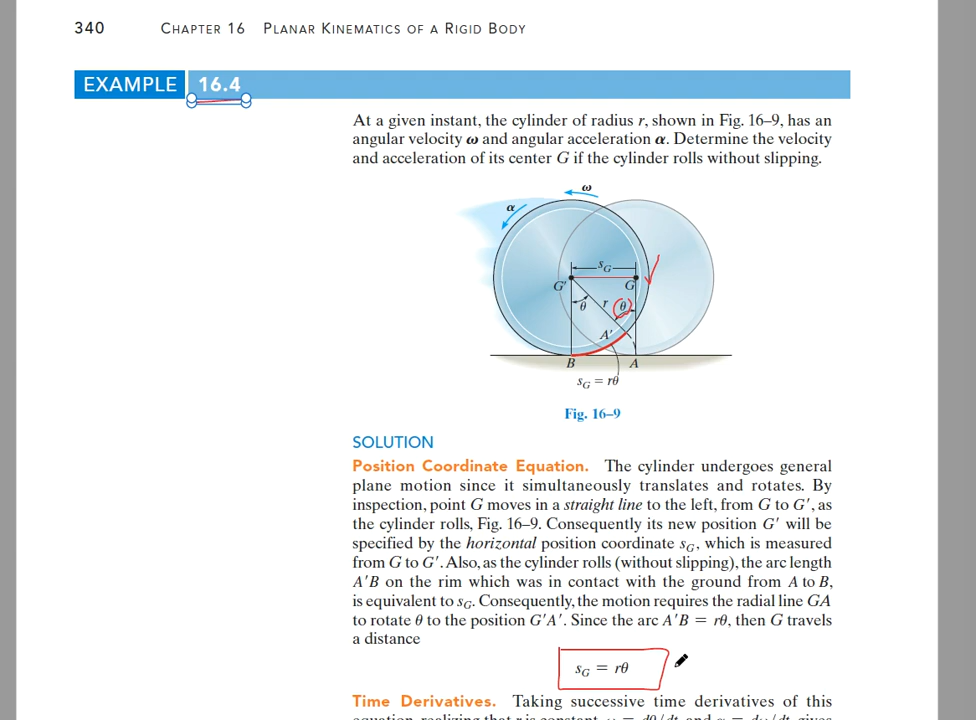 340 CHAPTER 16 PLANAR KINEMATICS OF A RIGID BODY
EXAMPLE 16.4
At a given instant, the cylinder of radius r, shown in Fig. 16–9, has an
angular velocity ω and angular acceleration α. Determine the velocity
and acceleration of its center G if the cylinder rolls without slipping.
ω
α
sG
G' G
θ r θ
A'
B A
sG = rθ
Fig. 16–9
SOLUTION
Position Coordinate Equation. The cylinder undergoes general
plane motion since it simultaneously translates and rotates. By
inspection, point G moves in a straight line to the left, from G to G', as
the cylinder rolls, Fig. 16–9. Consequently its new position G' will be
specified by the horizontal position coordinate sG, which is measured
from G to G'. Also, as the cylinder rolls (without slipping), the arc length
A'B on the rim which was in contact with the ground from A to B,
is equivalent to sG. Consequently, the motion requires the radial line GA
to rotate θ to the position G'A'. Since the arc A'B = rθ, then G travels
a distance
sG = rθ
Time Derivatives. Taking successive time derivatives of this